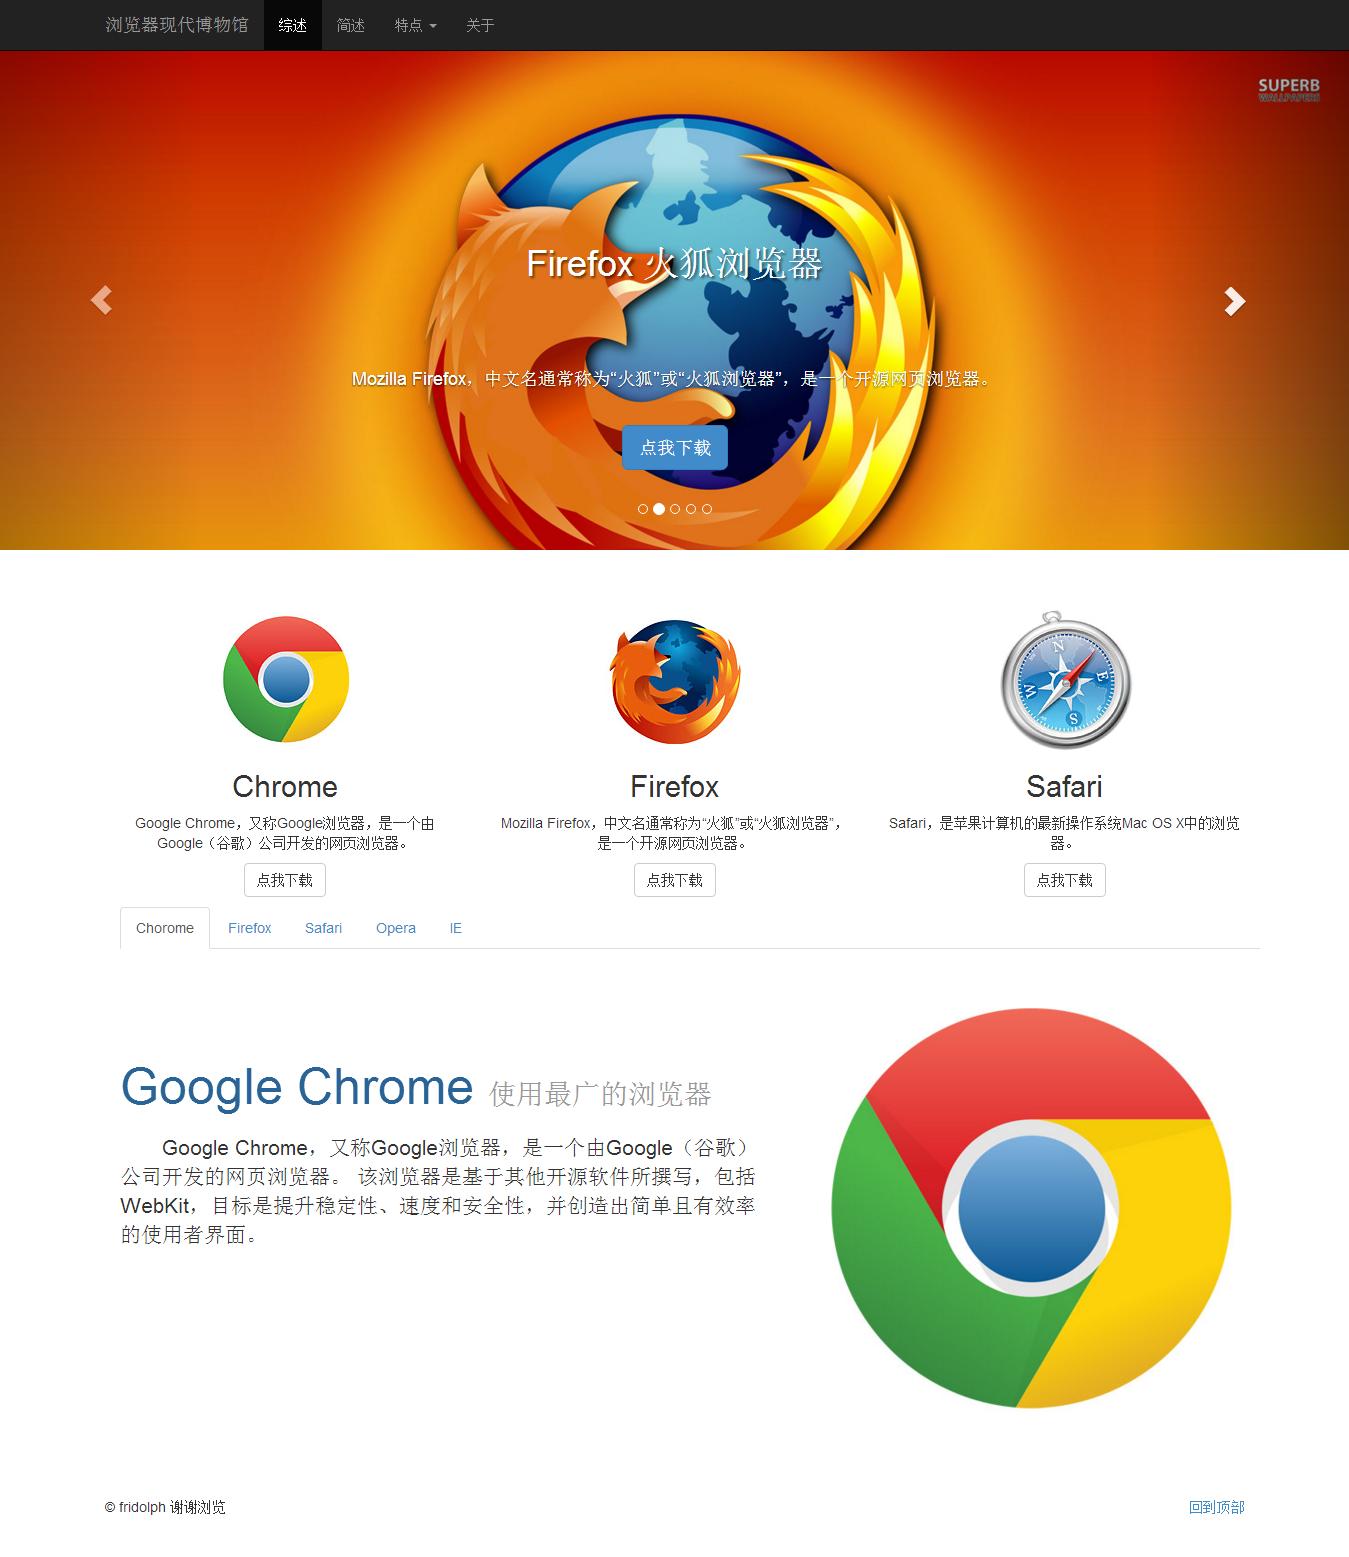 浏览器现代博物馆 综述 简述 特点 关于
SUPERB
WALLPAPERS
Firefox 火狐浏览器
Mozilla Firefox，中文名通常称为“火狐”或“火狐浏览器”，是一个开源网页浏览器。
点我下载
N
E
S
W
Chrome Firefox Safari
Google Chrome，又称Google浏览器，是一个由
Google（谷歌）公司开发的网页浏览器。
点我下载
Mozilla Firefox，中文名通常称为“火狐”或“火狐浏览器”，
是一个开源网页浏览器。
点我下载
Safari，是苹果计算机的最新操作系统Mac OS X中的浏览
器。
点我下载
Chorome Firefox Safari Opera IE
Google Chrome 使用最广的浏览器
Google Chrome，又称Google浏览器，是一个由Google（谷歌）
公司开发的网页浏览器。 该浏览器是基于其他开源软件所撰写，包括
WebKit，目标是提升稳定性、速度和安全性，并创造出简单且有效率
的使用者界面。
© fridolph 谢谢浏览 回到顶部